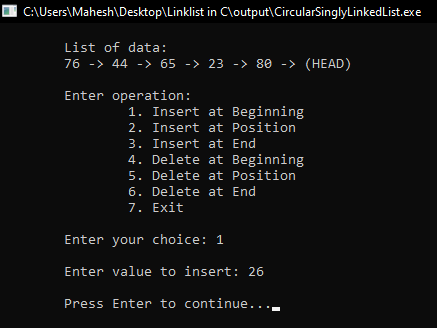 C:\Users\Mahesh\Desktop\Linklist in C\output\CircularSinglyLinkedList.exe
List of data:
76 -> 44 -> 65 -> 23 -> 80 -> (HEAD)
Enter operation:
1. Insert at Beginning
2. Insert at Position
3. Insert at End
4. Delete at Beginning
5. Delete at Position
6. Delete at End
7. Exit
Enter your choice: 1
Enter value to insert: 26
Press Enter to continue...